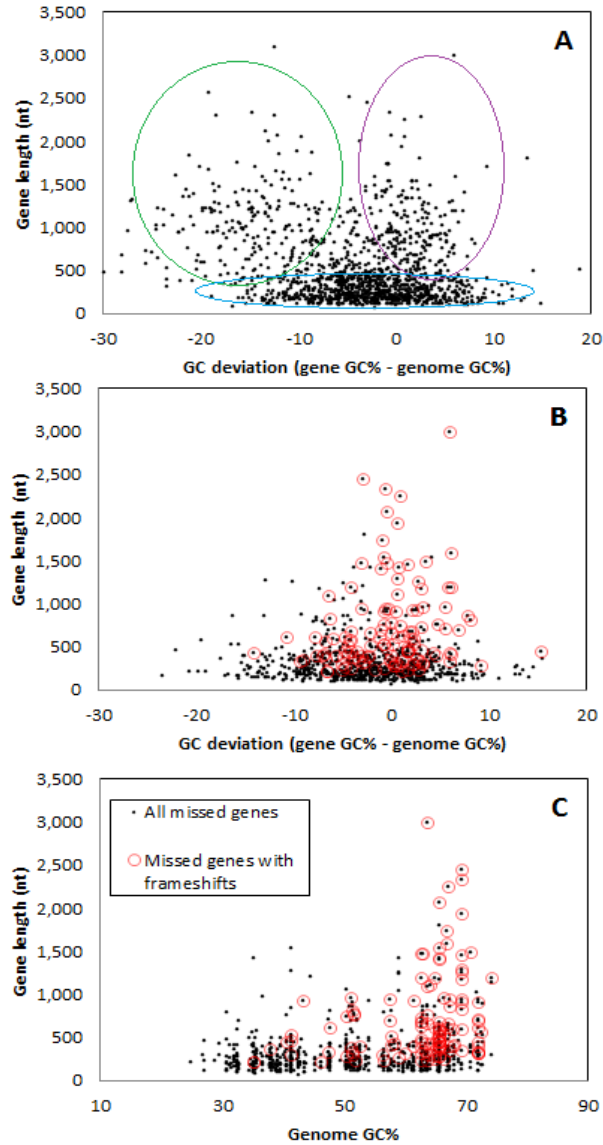 A
Gene length (nt)
3,500
3,000
2,500
2,000
1,500
1,000
500
0
-30 -20 -10 0 10 20
GC deviation (gene GC% - genome GC%)
B
Gene length (nt)
3,500
3,000
2,500
2,000
1,500
1,000
500
0
-30 -20 -10 0 10 20
GC deviation (gene GC% - genome GC%)
C
Gene length (nt)
3,500
3,000
2,500
2,000
1,500
1,000
500
0
All missed genes
Missed genes with
frameshifts
10 30 50 70 90
Genome GC%